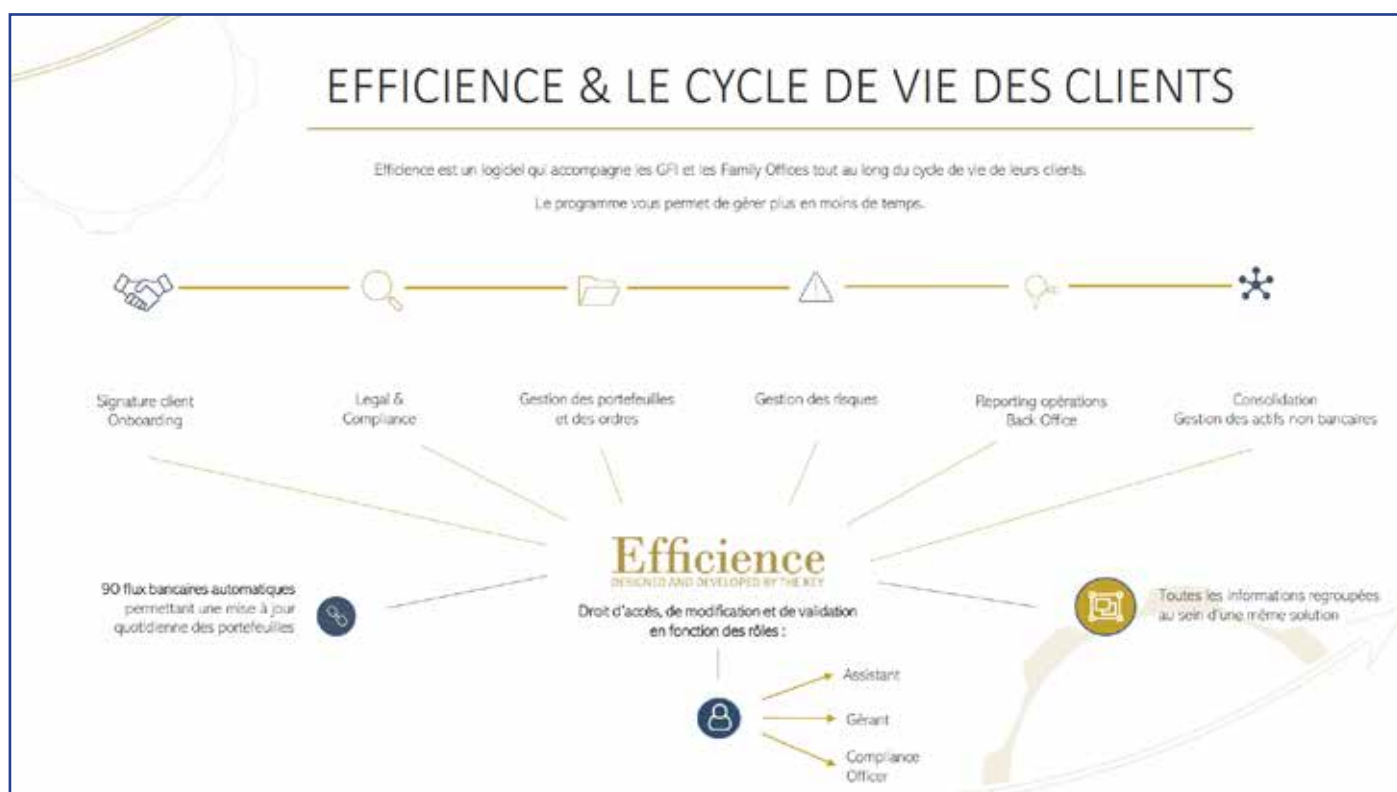 EFFICIENCE & LE CYCLE DE VIE DES CLIENTS
Efficience est un logiciel qui accompagne les GFI et les Family Offices tout au long du cycle de vie de leurs clients.
Le programme vous permet de gérer plus en moins de temps.
Signature client
Onboarding
Legal &
Compliance
Gestion des portefeuilles
et des ordres
Gestion des risques
Reporting opérations
Back Office
Consolidation
Gestion des actifs non bancaires
Efficience
DESIGNED AND DEVELOPED BY THE KEY
90 flux bancaires automatiques
permettant une mise à jour
quotidienne des portefeuilles
Droit d'accès, de modification et de validation
en fonction des rôles :
Toutes les informations regroupées
au sein d'une même solution
Assistant
Gérant
Compliance
Officer